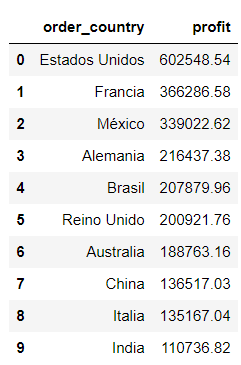 order_country profit
0 Estados Unidos 602548.54
1 Francia 366286.58
2 México 339022.62
3 Alemania 216437.38
4 Brasil 207879.96
5 Reino Unido 200921.76
6 Australia 188763.16
7 China 136517.03
8 Italia 135167.04
9 India 110736.82